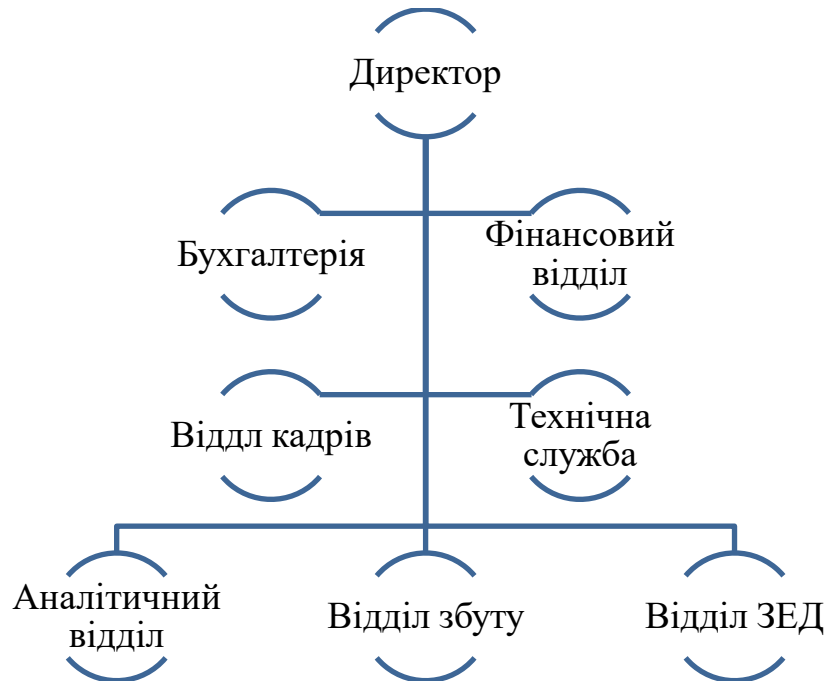 Директор
Бухгалтерія
Фінансовий
відділ
Віддл кадрів
Технічна
служба
Аналітичний
відділ
Відділ збуту
Відділ ЗЕД